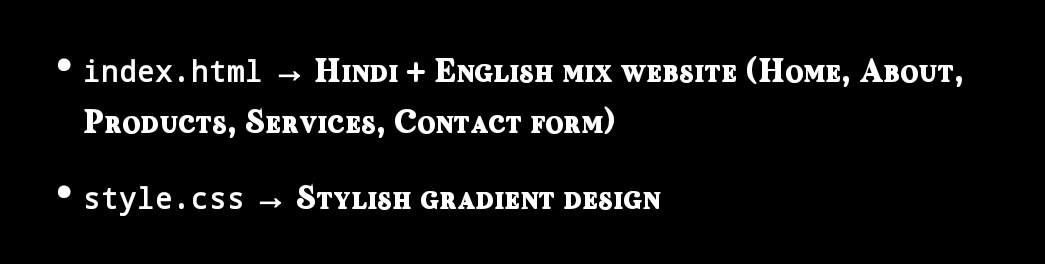 • index.html → Hindi + English mix website (Home, About,
Products, Services, Contact form)
• style.css → Stylish gradient design